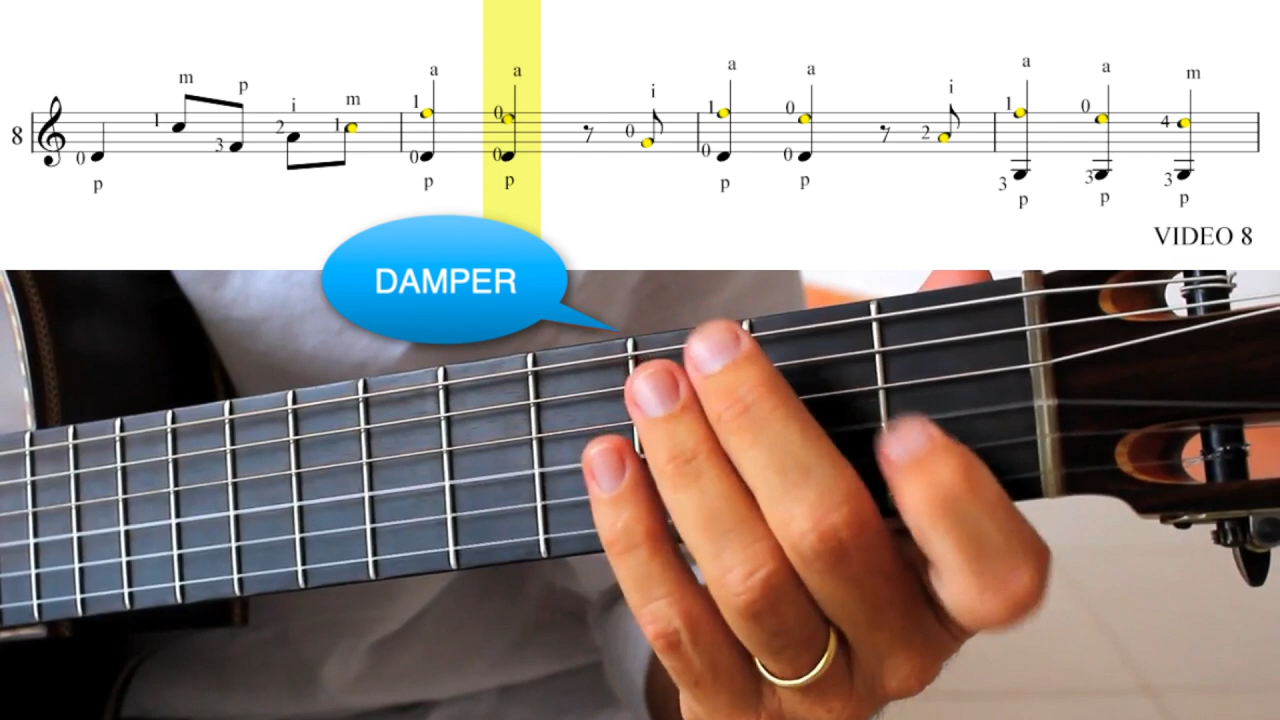 m p i m a a i a a i a a m
8 0 1 3 2 1 1 0 0 0 0 1 0 0 0 2 1 3 0 3 4 3
p p p p p p p p
VIDEO 8
DAMPER